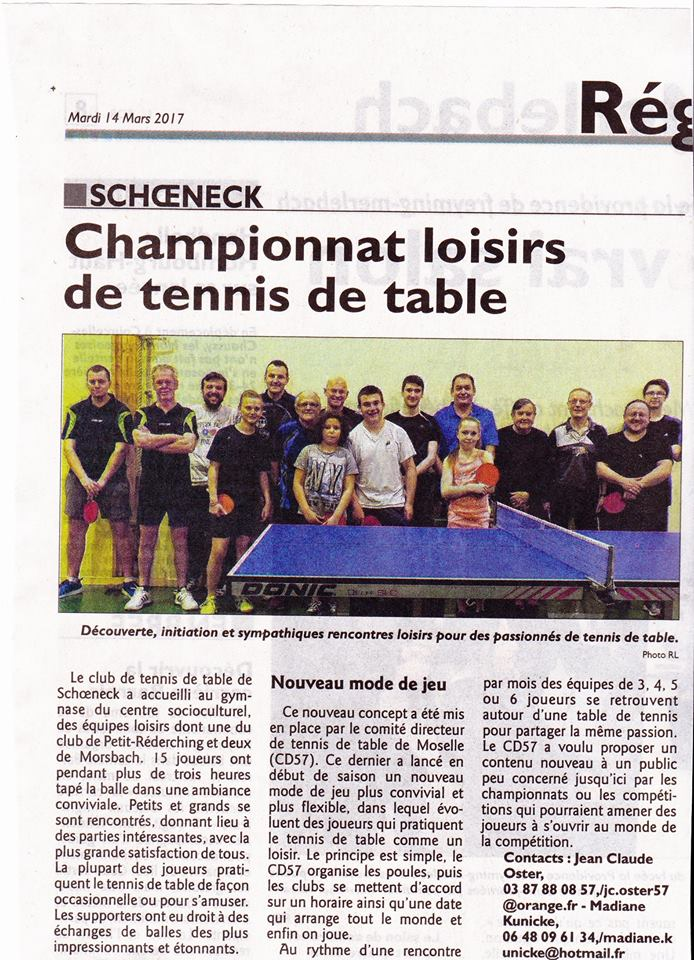 Mardi 14 Mars 2017
Rég
SCHŒNECK
Championnat loisirs
de tennis de table
DONIC
Découverte, initiation et sympathiques rencontres loisirs pour des passionnés de tennis de table.
Photo RL
Le club de tennis de table de
Schœneck a accueilli au gym-
nase du centre socioculturel,
des équipes loisirs dont une du
club de Petit-Réderching et deux
de Morsbach. 15 joueurs ont
pendant plus de trois heures
tapé la balle dans une ambiance
conviviale. Petits et grands se
sont rencontrés, donnant lieu à
des parties intéressantes, avec la
plus grande satisfaction de tous.
La plupart des joueurs prati-
quent le tennis de table de façon
occasionnelle ou pour s'amuser.
Les supporters ont eu droit à des
échanges de balles des plus
impressionnants et étonnants.
Nouveau mode de jeu
Ce nouveau concept a été mis
en place par le comité directeur
de tennis de table de Moselle
(CD57). Ce dernier a lancé en
début de saison un nouveau
mode de jeu plus convivial et
plus flexible, dans lequel évo-
luent des joueurs qui pratiquent
le tennis de table comme un
loisir. Le principe est simple, le
CD57 organise les poules, puis
les clubs se mettent d'accord
sur un horaire ainsi qu'une date
qui arrange tout le monde et
enfin on joue.
Au rythme d'une rencontre
par mois des équipes de 3, 4, 5
ou 6 joueurs se retrouvent
autour d'une table de tennis
pour partager la même passion.
Le CD57 a voulu proposer un
contenu nouveau à un public
peu concerné jusqu'ici par les
championnats ou les compéti-
tions qui pourraient amener des
joueurs à s'ouvrir au monde de
la compétition.
Contacts : Jean Claude
Oster,
03 87 88 08 57,/jc.oster57
@orange.fr - Madiane
Kunicke,
06 48 09 61 34,/madiane.k
unicke@hotmail.fr